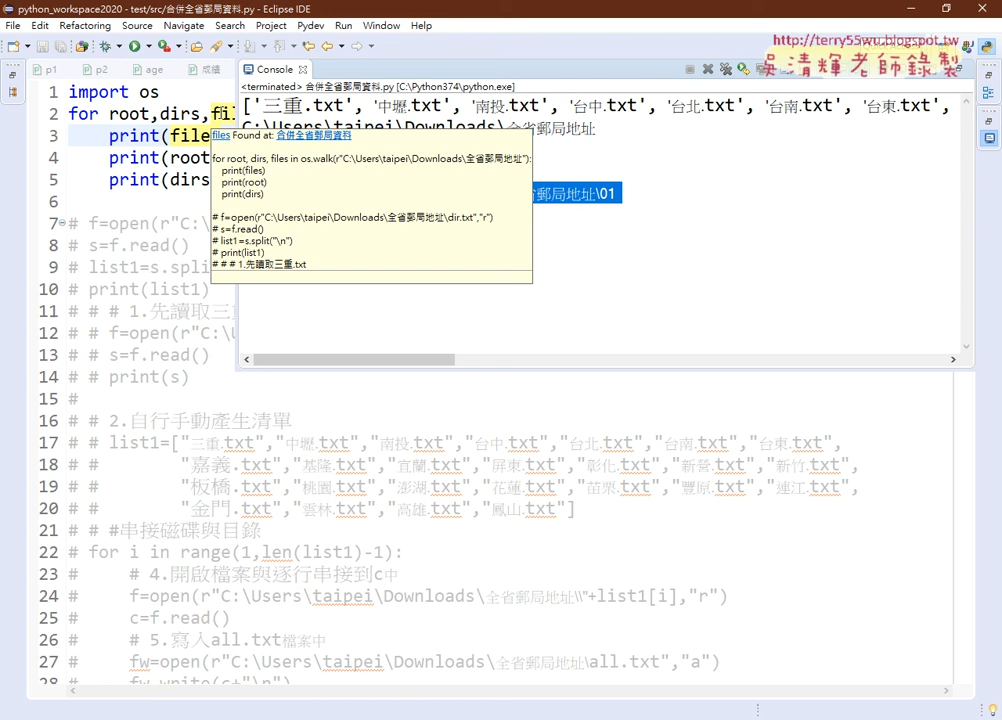 python_workspace2020 - test/src/合併全省郵局資料.py - Eclipse IDE
File Edit Refactoring Source Navigate Search Project Pydev Run Window Help
http://terry55wu.blogspot.tw
吳清輝老師錄製
p1 p2 age 成績 Console
<terminated> 合併全省郵局資料.py [C:\Python374\python.exe]
['三重.txt', '中壢.txt', '南投.txt', '台中.txt', '台北.txt', '台南.txt', '台東.txt',
C:\Users\taipei\Downloads\全省郵局地址
郵局地址\01
files Found at: 合併全省郵局資料
for root, dirs, files in os.walk(r"C:\Users\taipei\Downloads\全省郵局地址"):
print(files)
print(root)
print(dirs)
# f=open(r"C:\Users\taipei\Downloads\全省郵局地址\dir.txt","r")
# s=f.read()
# list1=s.split("\n")
# print(list1)
# # # 1.先讀取三重.txt
1 import os
2 for root,dirs,fil
3 print(file
4 print(root
5 print(dirs
6
7 # f=open(r"C:\
8 # s=f.read()
9 # list1=s.spli
10 # print(list1)
11 # # # 1.先讀取三
12 # # f=open(r"C:\
13 # # s=f.read()
14 # # print(s)
15 #
16 # # 2.自行手動產生清單
17 # # list1=["三重.txt","中壢.txt","南投.txt","台中.txt","台北.txt","台南.txt","台東.txt",
18 # # "嘉義.txt","基隆.txt","宜蘭.txt","屏東.txt","彰化.txt","新營.txt","新竹.txt",
19 # # "板橋.txt","桃園.txt","澎湖.txt","花蓮.txt","苗栗.txt","豐原.txt","連江.txt",
20 # # "金門.txt","雲林.txt","高雄.txt","鳳山.txt"]
21 # # #串接磁碟與目錄
22 # for i in range(1,len(list1)-1):
23 # # 4.開啟檔案與逐行串接到c中
24 # f=open(r"C:\Users\taipei\Downloads\全省郵局地址\\"+list1[i],"r")
25 # c=f.read()
26 # # 5.寫入all.txt檔案中
27 # fw=open(r"C:\Users\taipei\Downloads\全省郵局地址\all.txt","a")
28 # fw.write(c+"\n")